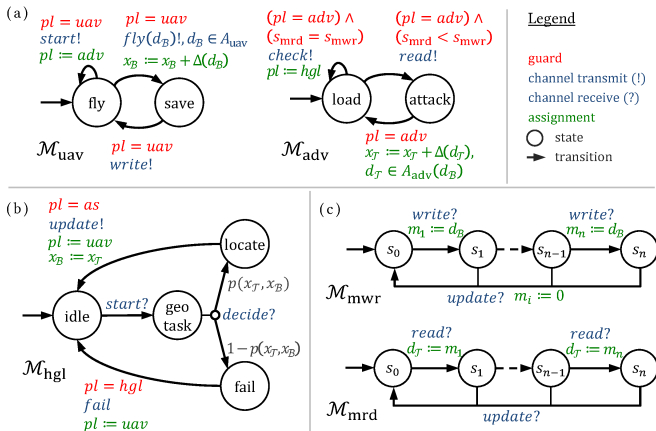 (a)
pl = uav
start!
pl := adv
pl = uav
fly(d_ℬ)!, d_ℬ ∈ A_uav
x_ℬ := x_ℬ + Δ(d_ℬ)
fly
save
ℳ_uav
pl = uav
write!
(pl = adv) ∧
(s_mrd = s_mwr)
check!
pl := hgl
(pl = adv) ∧
(s_mrd < s_mwr)
read!
load
attack
ℳ_adv
pl = adv
x_𝒯 := x_𝒯 + Δ(d_𝒯),
d_𝒯 ∈ A_adv(d_ℬ)
Legend
guard
channel transmit (!)
channel receive (?)
assignment
state
transition
(b)
pl = as
update!
pl := uav
x_ℬ := x_𝒯
locate
p(x_𝒯, x_ℬ)
idle
start?
geo
task
decide?
1−p(x_𝒯,x_ℬ)
ℳ_hgl
fail
pl = hgl
fail
pl := uav
(c)
write?
m_1 := d_ℬ
write?
m_n := d_ℬ
s_0
s_1
s_n−1
s_n
ℳ_mwr
update? m_i := 0
read?
d_𝒯 := m_1
read?
d_𝒯 := m_n
s_0
s_1
s_n−1
s_n
ℳ_mrd
update?